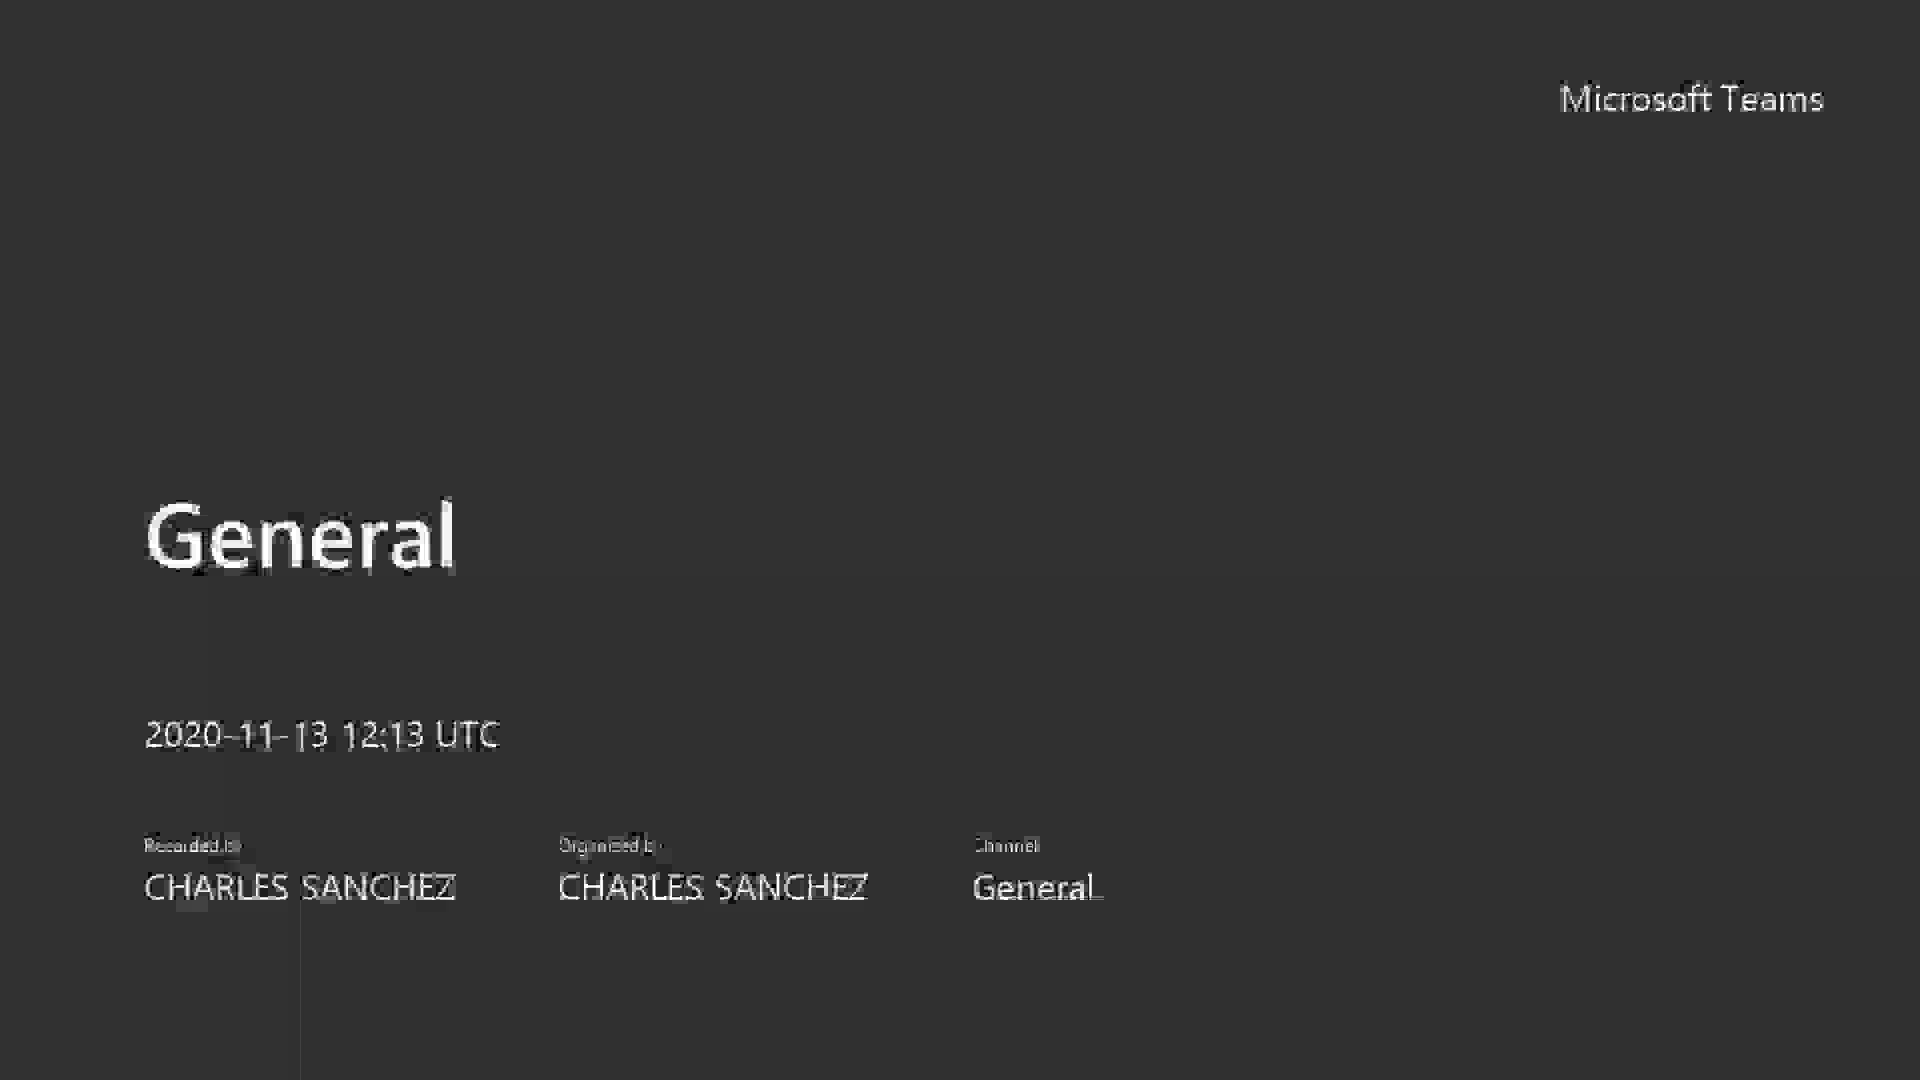 Microsoft Teams
General
2020-11-13 12:13 UTC
Recorded by
Organized by
Channel
CHARLES SANCHEZ
CHARLES SANCHEZ
General